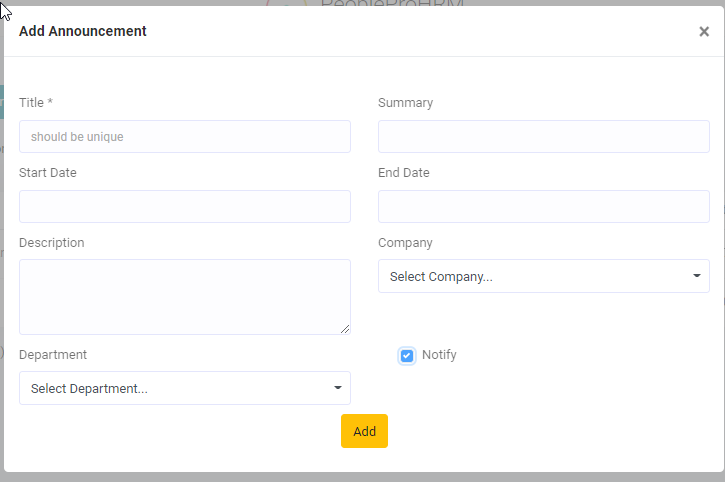 PeopleProHRM
Add Announcement ×
Title * Summary
should be unique
Start Date End Date
Description Company
Select Company...
Department Notify
Select Department...
Add